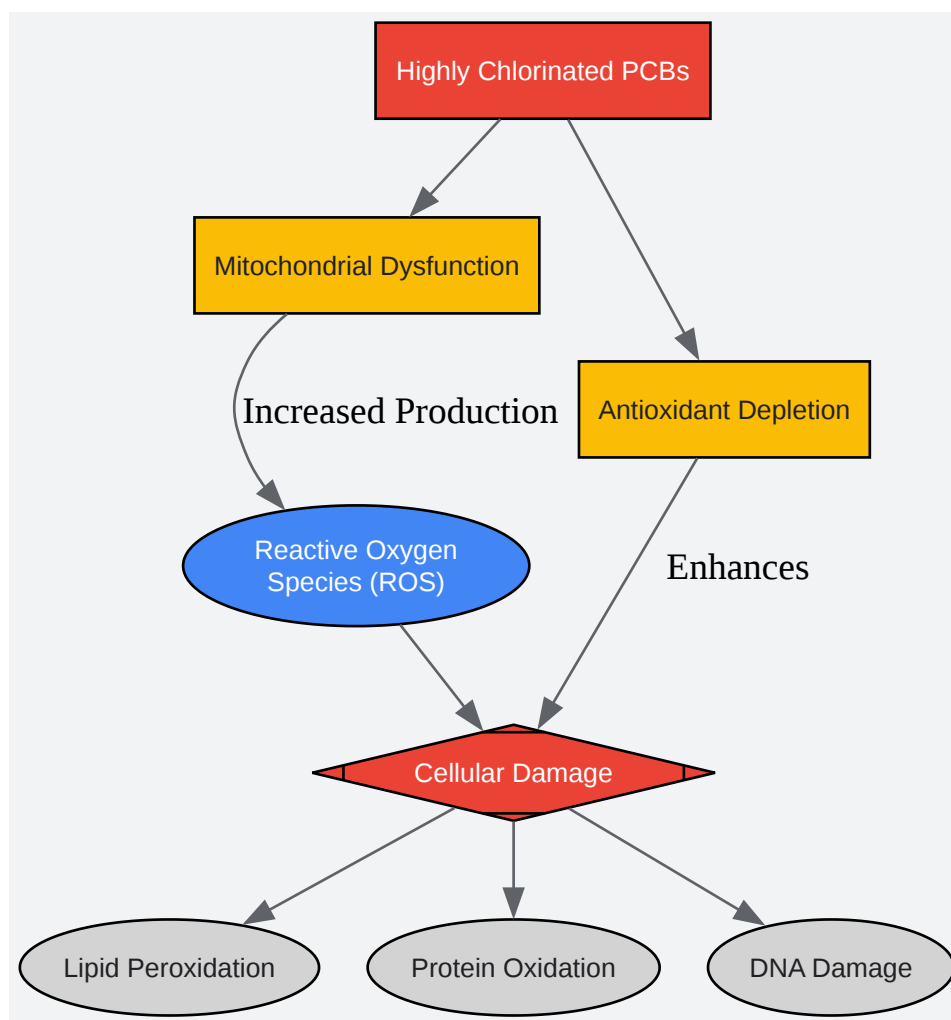 Highly Chlorinated PCBs
Mitochondrial Dysfunction
Increased Production
Antioxidant Depletion
Reactive Oxygen
Species (ROS)
Enhances
Cellular Damage
Lipid Peroxidation
Protein Oxidation
DNA Damage